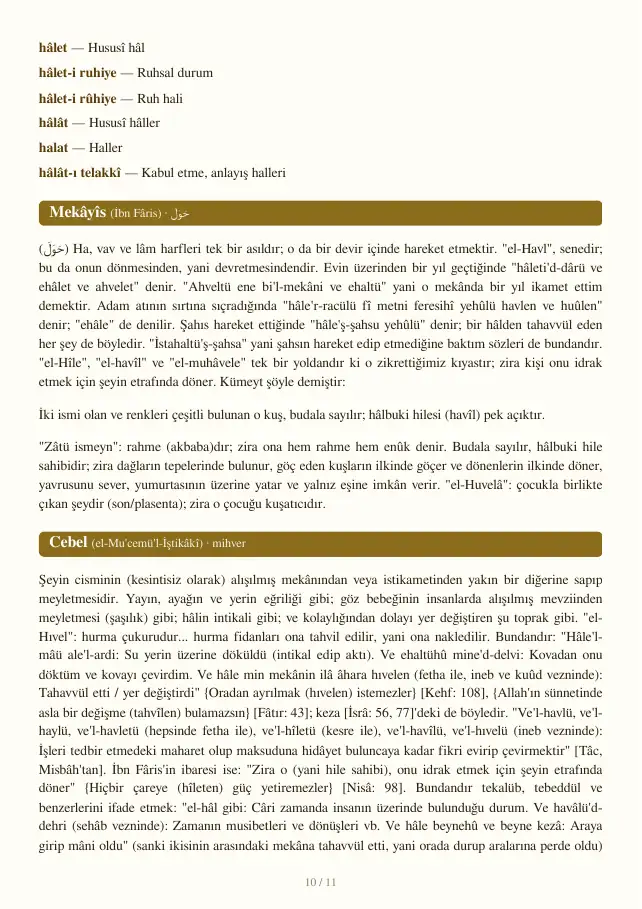 hâlet — Hususî hâl
hâlet-i ruhiye — Ruhsal durum
hâlet-i rûhiye — Ruh hali
hâlât — Hususî hâller
halat — Haller
hâlât-ı telakkî — Kabul etme, anlayış halleri
Mekâyîs (İbn Fâris) · حَوَلَ
(حَوَلَ) Ha, vav ve lâm harfleri tek bir asıldır; o da bir devir içinde hareket etmektir. "el-Havl", senedir;
bu da onun dönmesinden, yani devretmesindendir. Evin üzerinden bir yıl geçtiğinde "hâleti'd-dârü ve
ehâlet ve ahvelet" denir. "Ahveltü ene bi'l-mekâni ve ehaltü" yani o mekânda bir yıl ikamet ettim
demektir. Adam atının sırtına sıçradığında "hâle'r-racülü fî metni feresihî yehûlü havlen ve huûlen"
denir; "ehâle" de denilir. Şahıs hareket ettiğinde "hâle'ş-şahsu yehûlü" denir; bir hâlden tahavvül eden
her şey de böyledir. "İstahaltü'ş-şahsa" yani şahsın hareket edip etmediğine baktım sözleri de bundandır.
"el-Hîle", "el-havîl" ve "el-muhâvele" tek bir yoldandır ki o zikrettiğimiz kıyastır; zira kişi onu idrak
etmek için şeyin etrafında döner. Kümeyt şöyle demiştir:
İki ismi olan ve renkleri çeşitli bulunan o kuş, budala sayılır; hâlbuki hilesi (havîl) pek açıktır.
"Zâtü ismeyn": rahme (akbaba)dır; zira ona hem rahme hem enûk denir. Budala sayılır, hâlbuki hile
sahibidir; zira dağların tepelerinde bulunur, göç eden kuşların ilkinde göçer ve dönenlerin ilkinde döner,
yavrusunu sever, yumurtasının üzerine yatar ve yalnız eşine imkân verir. "el-Huvelâ": çocukla birlikte
çıkan şeydir (son/plasenta); zira o çocuğu kuşatıcıdır.
Cebel (el-Mu'cemü'l-İştikâkî) · mihver
Şeyin cisminin (kesintisiz olarak) alışılmış mekânından veya istikametinden yakın bir diğerine sapıp
meyletmesidir. Yayın, ayağın ve yerin eğriliği gibi; göz bebeğinin insanlarda alışılmış mevziinden
meyletmesi (şaşılık) gibi; hâlin intikali gibi; ve kolaylığından dolayı yer değiştiren şu toprak gibi. "el-
Hıvel": hurma çukurudur... hurma fidanları ona tahvil edilir, yani ona nakledilir. Bundandır: "Hâle'l-
mâü ale'l-ardi: Su yerin üzerine döküldü (intikal edip aktı). Ve ehaltühû mine'd-delvi: Kovadan onu
döktüm ve kovayı çevirdim. Ve hâle min mekânin ilâ âhara hıvelen (fetha ile, ineb ve kuûd vezninde):
Tahavvül etti / yer değiştirdi" {Oradan ayrılmak (hıvelen) istemezler} [Kehf: 108], {Allah'ın sünnetinde
asla bir değişme (tahvîlen) bulamazsın} [Fâtır: 43]; keza [İsrâ: 56, 77]'deki de böyledir. "Ve'l-havlü, ve'l-
haylü, ve'l-havletü (hepsinde fetha ile), ve'l-hîletü (kesre ile), ve'l-havîlü, ve'l-hıvelü (ineb vezninde):
İşleri tedbir etmedeki maharet olup maksuduna hidâyet buluncaya kadar fikri evirip çevirmektir" [Tâc,
Misbâh'tan]. İbn Fâris'in ibaresi ise: "Zira o (yani hile sahibi), onu idrak etmek için şeyin etrafında
döner" {Hiçbir çareye (hîleten) güç yetiremezler} [Nisâ: 98]. Bundandır tekalüb, tebeddül ve
benzerlerini ifade etmek: "el-hâl gibi: Câri zamanda insanın üzerinde bulunduğu durum. Ve havâlü'd-
dehri (sehâb vezninde): Zamanın musibetleri ve dönüşleri vb. Ve hâle beynehû ve beyne kezâ: Araya
girip mâni oldu" (sanki ikisinin arasındaki mekâna tahavvül etti, yani orada durup aralarına perde oldu)
10 / 11